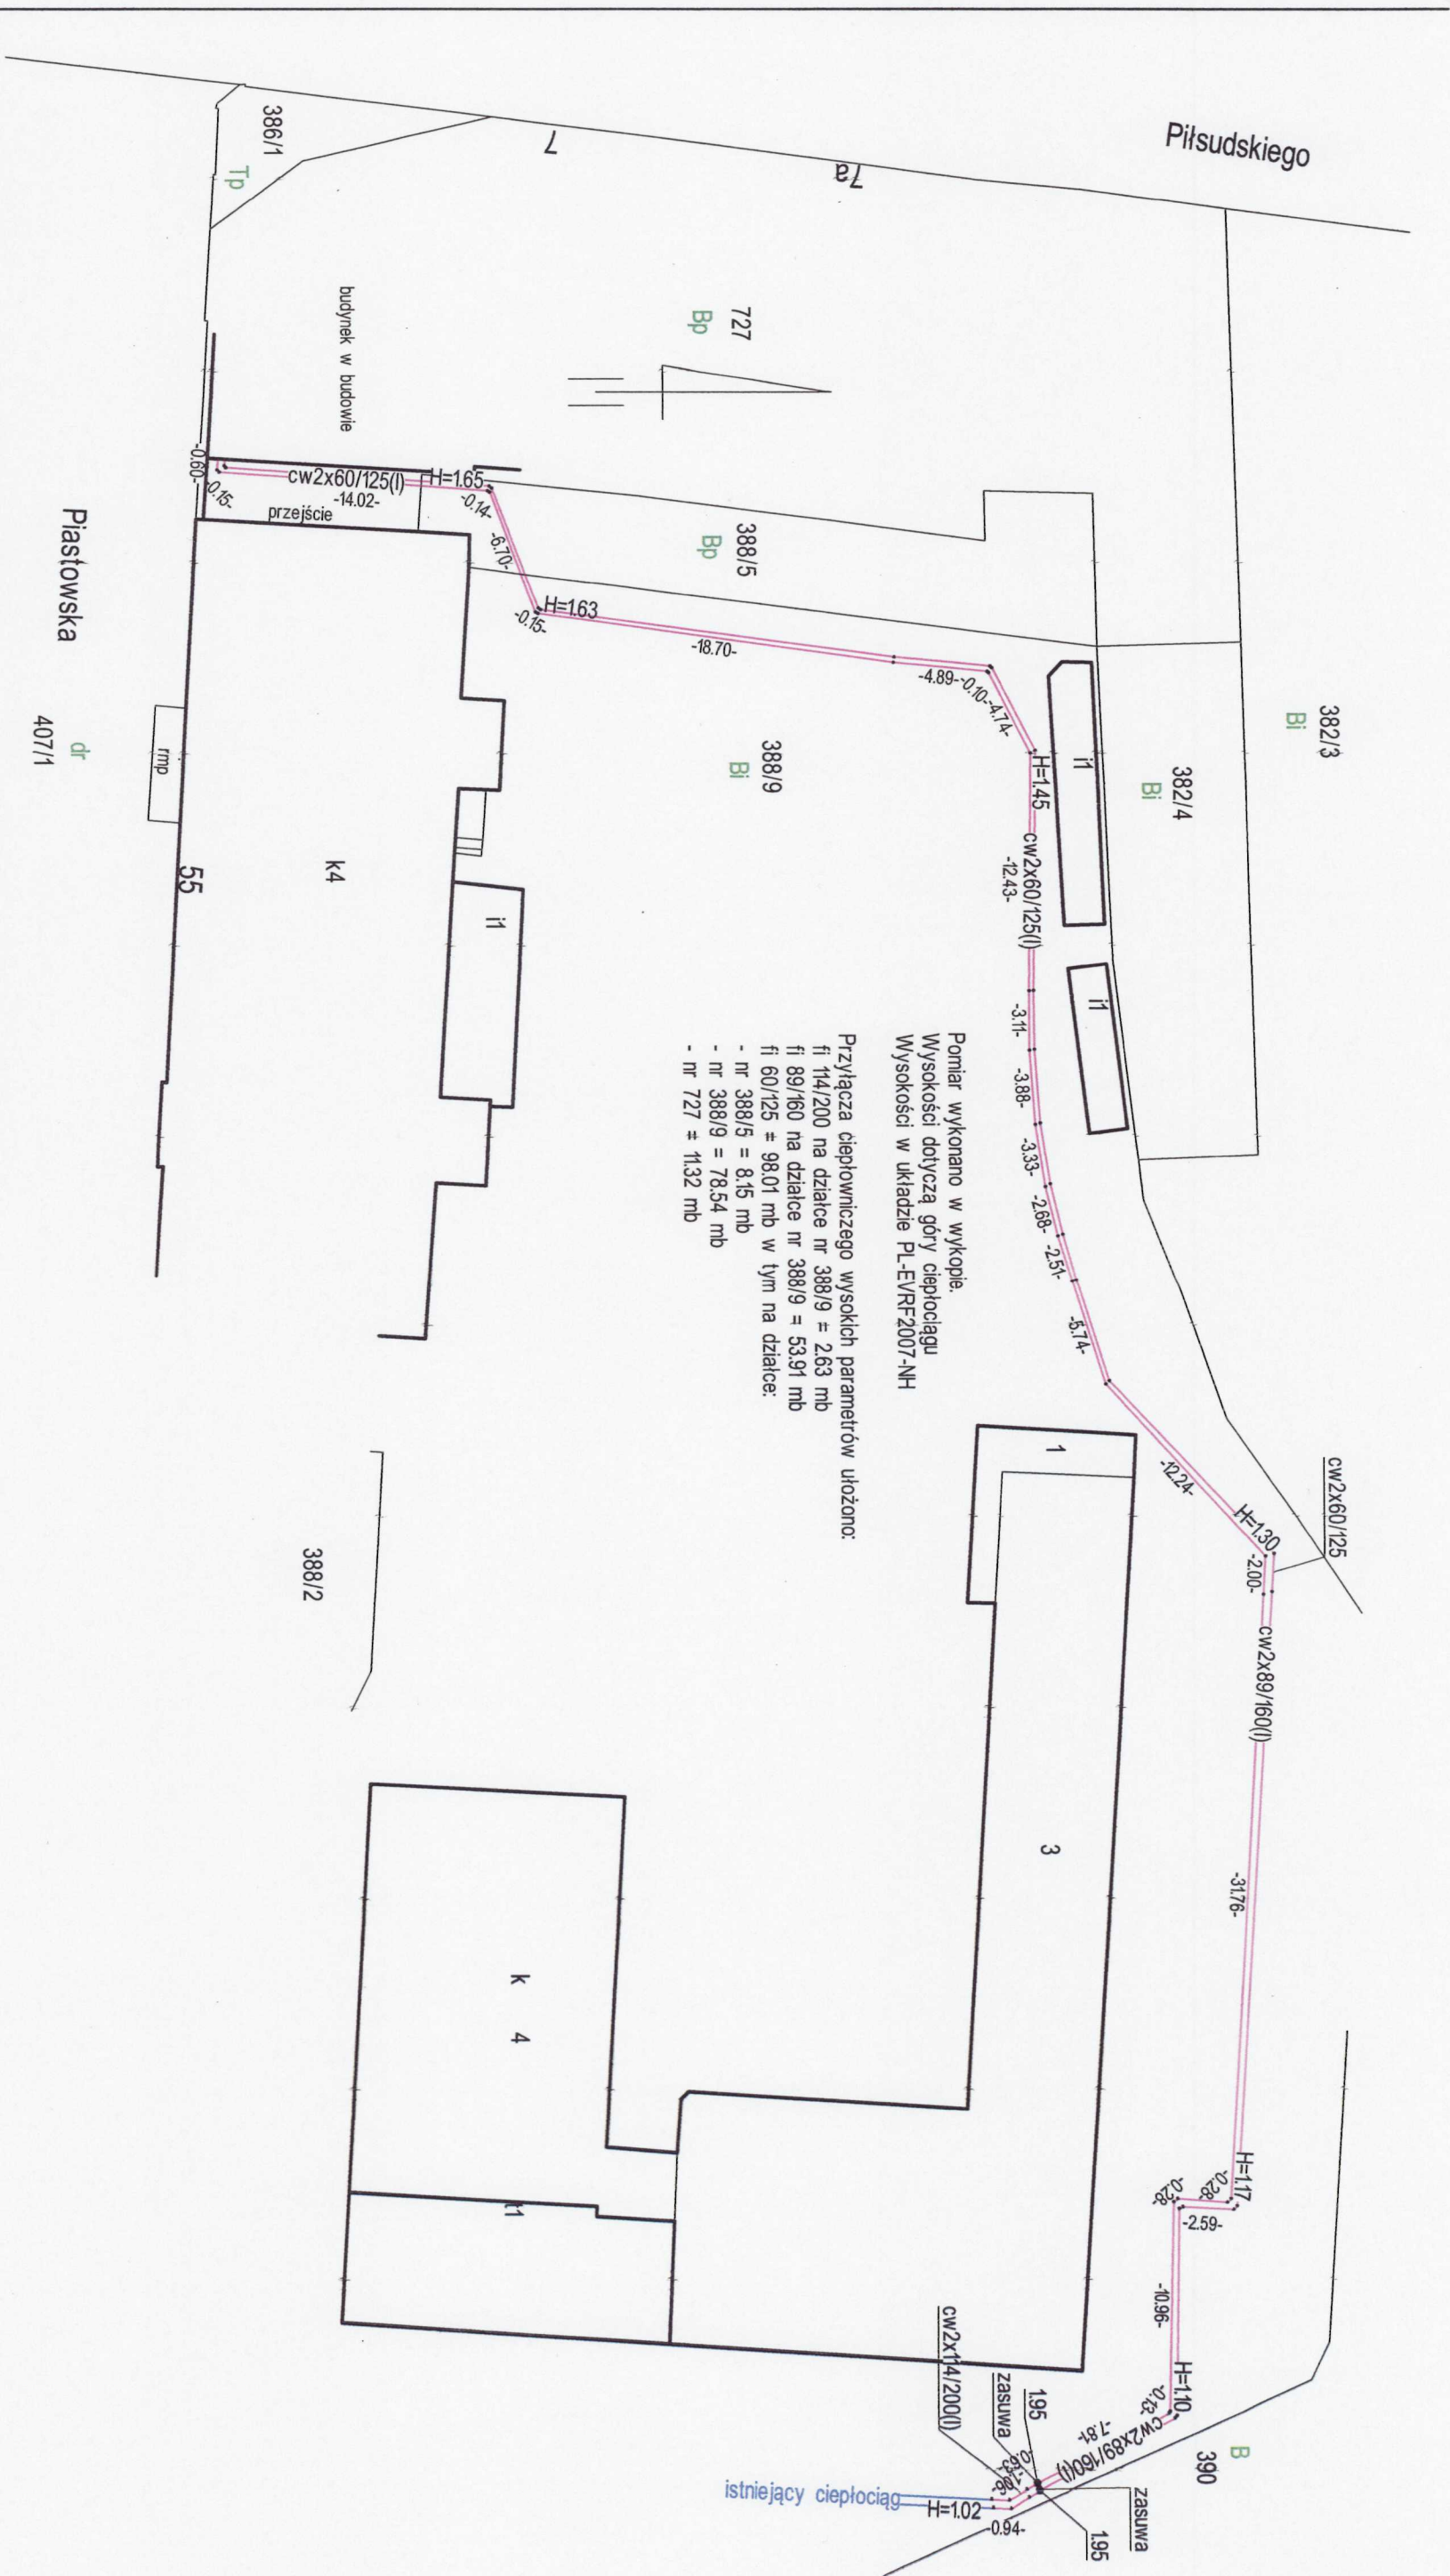 Piłsudskiego
386/1
Tp
7
7a
727
Bp
budynek w budowie
382/3
Bi
382/4
Bi
388/5
Bp
-0.60-
-0.15-
cw2x60/125(I)
-14.02-
przejście
H=1.65
-0.14-
-6.70-
H=1.63
-0.15-
-18.70-
-4.89-
-0.10-
-4.74-
H=1.45
cw2x60/125(I)
-12.43-
-3.11-
-3.88-
-3.33-
-2.68-
-2.51-
-5.74-
-12.24-
H=1.30
-2.00-
cw2x60/125
cw2x89/160(I)
-31.76-
H=1.17
-0.28-
-0.28-
-2.59-
-10.96-
H=1.10
cw2x89/160(I)
-7.81-
B
390
1.95
zasuwa
zasuwa
1.95
cw2x114/200(I)
H=1.02
-0.94-
istniejący ciepłociąg
i1
i1
388/9
Bi
Piastowska
dr
407/1
rmp
55
k4
i1
Pomiar wykonano w wykopie.
Wysokości dotyczą góry ciepłociągu
Wysokości w układzie PL-EVRF2007-NH
Przyłącza ciepłowniczego wysokich parametrów ułożono:
fi 114/200 na działce nr 388/9 = 2.63 mb
fi 89/160 na działce nr 388/9 = 53.91 mb
fi 60/125 = 98.01 mb w tym na działce:
- nr 388/5 = 8.15 mb
- nr 388/9 = 78.54 mb
- nr 727 = 11.32 mb
388/2
1
3
k
4
t1